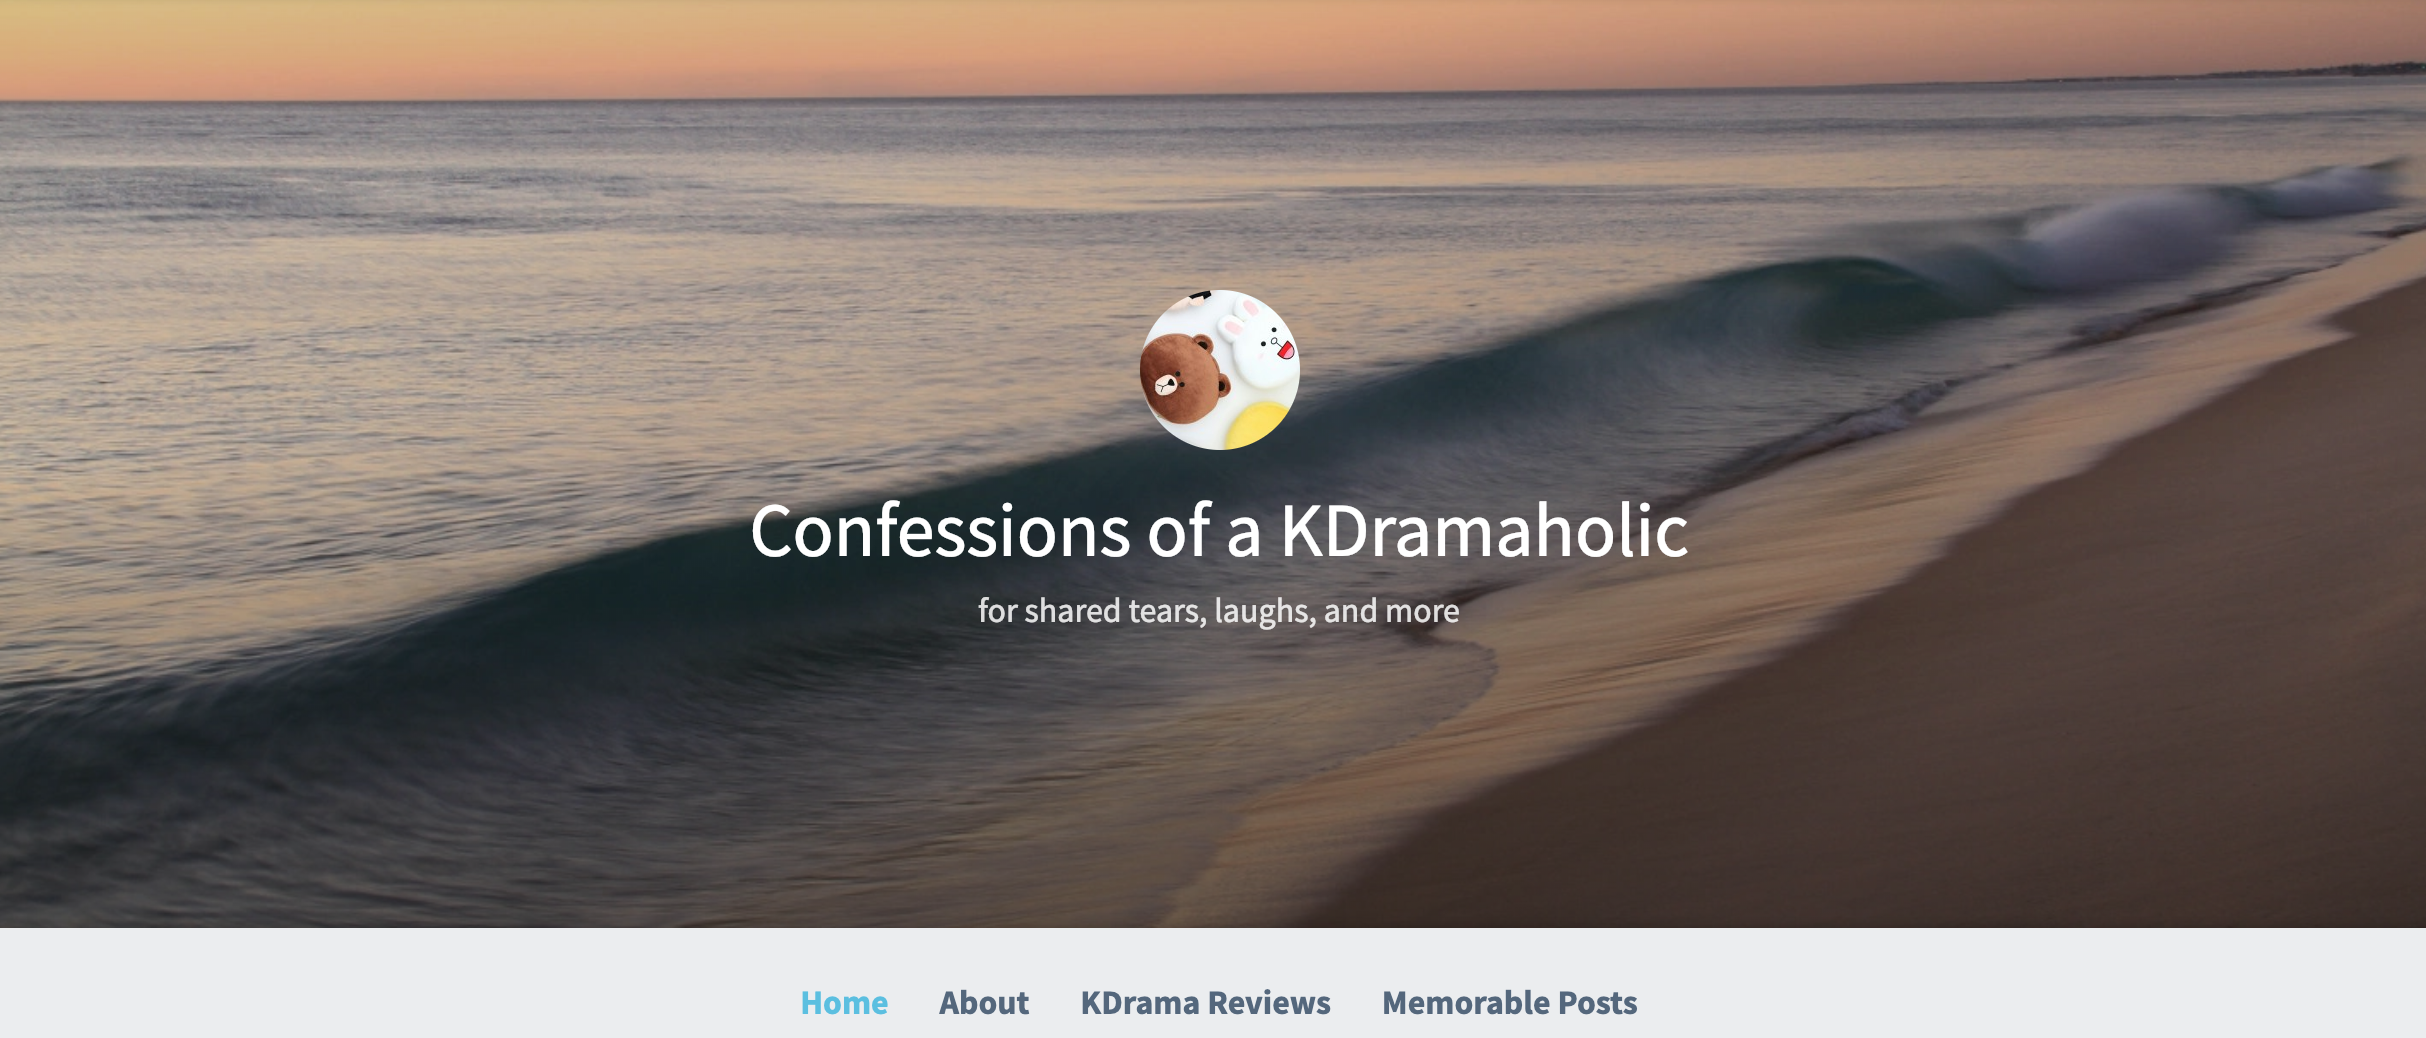 Confessions of a KDramaholic
for shared tears, laughs, and more
Home About KDrama Reviews Memorable Posts